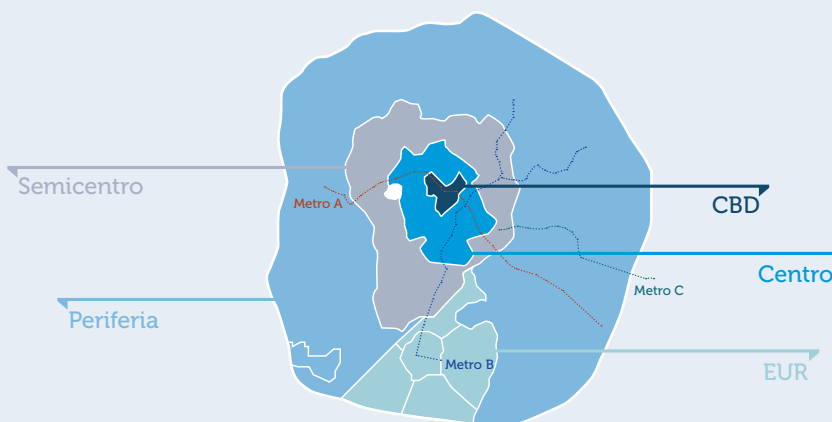 Semicentro
Metro A
CBD
Centro
Metro C
Periferia
Metro B
EUR